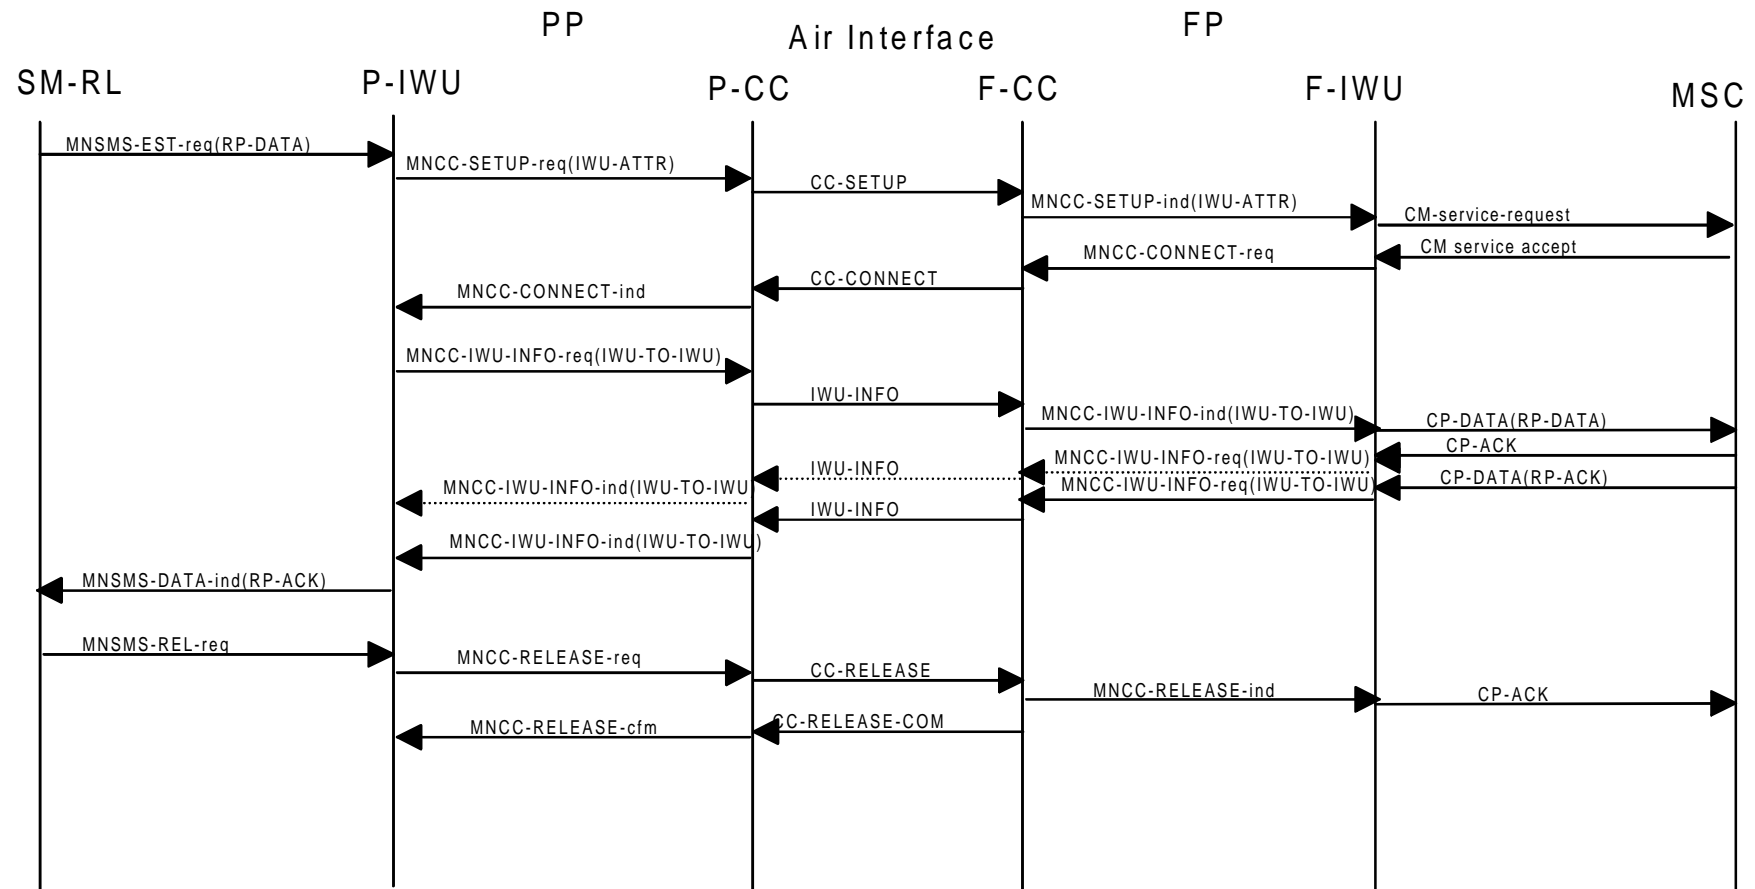 PP
FP
Air Interface
SM-RL
P-IWU
P-CC
F-CC
F-IWU
MSC
MNSMS-EST-req(RP-DATA)
MNCC-SETUP-req(IWU-ATTR)
CC-SETUP
MNCC-SETUP-ind(IWU-ATTR)
CM-service-request
CM service accept
MNCC-CONNECT-req
CC-CONNECT
MNCC-CONNECT-ind
MNCC-IWU-INFO-req(IWU-TO-IWU)
IWU-INFO
MNCC-IWU-INFO-ind(IWU-TO-IWU)
CP-DATA(RP-DATA)
CP-ACK
MNCC-IWU-INFO-req(IWU-TO-IWU)
IWU-INFO
MNCC-IWU-INFO-ind(IWU-TO-IWU)
CP-DATA(RP-ACK)
MNCC-IWU-INFO-req(IWU-TO-IWU)
IWU-INFO
MNCC-IWU-INFO-ind(IWU-TO-IWU)
MNSMS-DATA-ind(RP-ACK)
MNSMS-REL-req
MNCC-RELEASE-req
CC-RELEASE
MNCC-RELEASE-ind
CP-ACK
CC-RELEASE-COM
MNCC-RELEASE-cfm